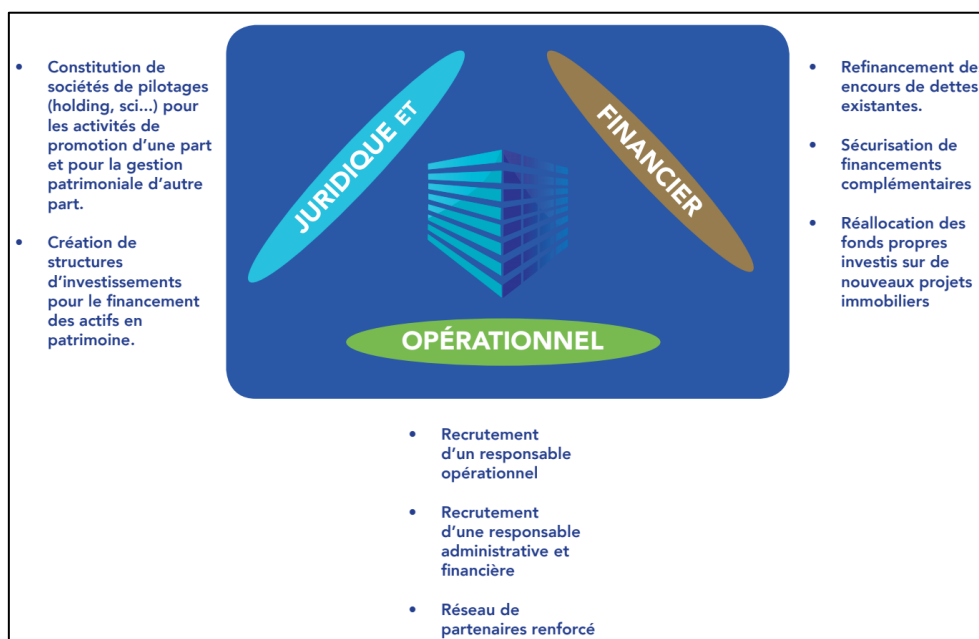 • Constitution de
sociétés de pilotages
(holding, sci...) pour
les activités de
promotion d'une part
et pour la gestion
patrimoniale d'autre
part.
• Création de
structures
d'investissements
pour le financement
des actifs en
patrimoine.
JURIDIQUE ET
FINANCIER
OPÉRATIONNEL
• Refinancement de
encours de dettes
existantes.
• Sécurisation de
financements
complémentaires
• Réallocation des
fonds propres
investis sur de
nouveaux projets
immobiliers
• Recrutement
d'un responsable
opérationnel
• Recrutement
d'une responsable
administrative et
financière
• Réseau de
partenaires renforcé